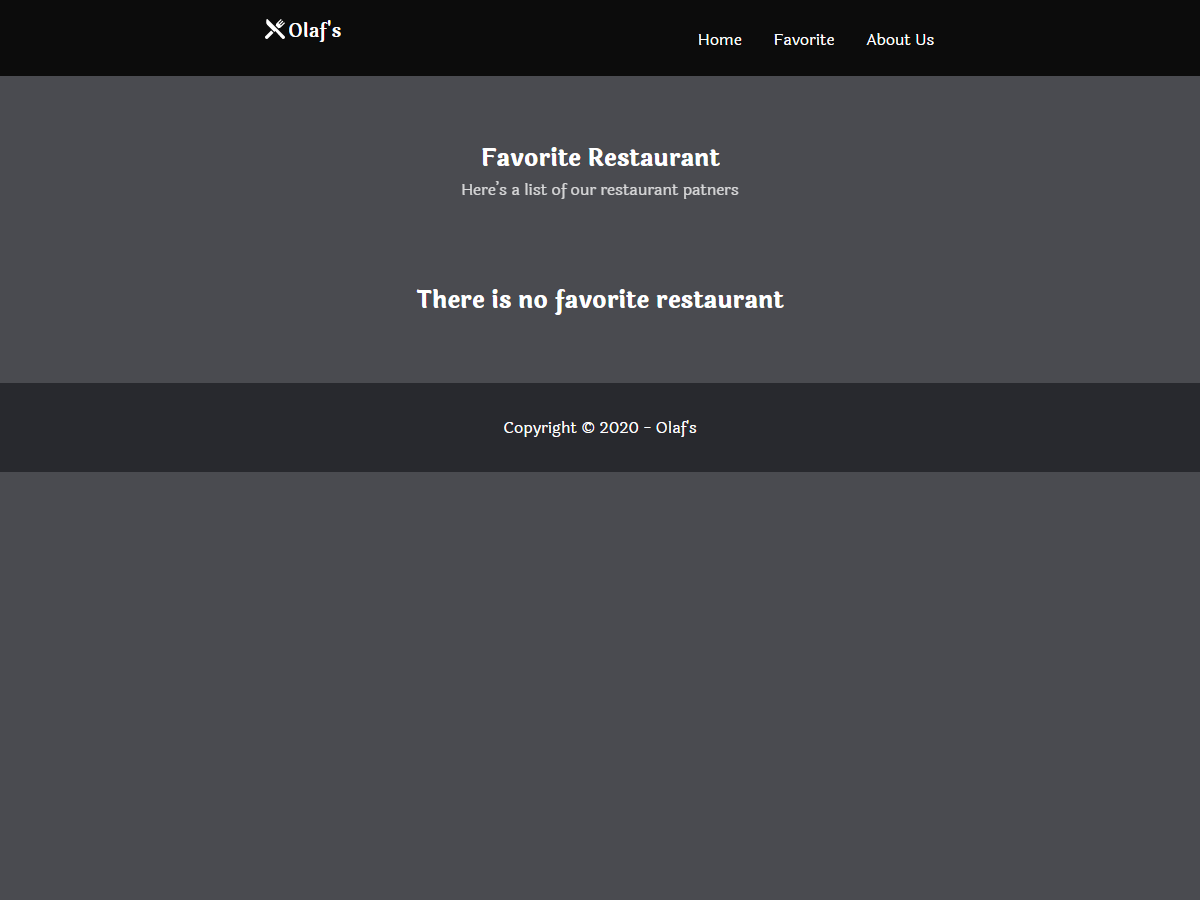 Olaf's
Home
Favorite
About Us
Favorite Restaurant
Here's a list of our restaurant patners
There is no favorite restaurant
Copyright © 2020 - Olaf's